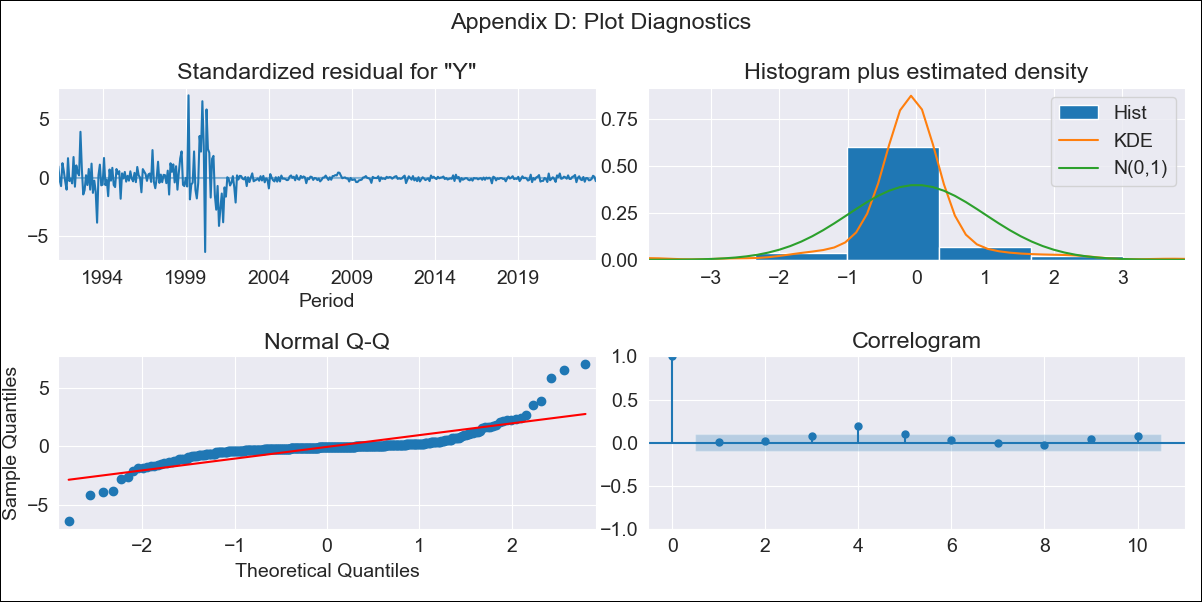 Appendix D: Plot Diagnostics
Standardized residual for "Y"
5
0
−5
1994 1999 2004 2009 2014 2019
Period
Histogram plus estimated density
Hist
KDE
N(0,1)
0.75
0.50
0.25
0.00
−3 −2 −1 0 1 2 3
Normal Q-Q
Sample Quantiles
5
0
−5
−2 −1 0 1 2
Theoretical Quantiles
Correlogram
1.0
0.5
0.0
−0.5
−1.0
0 2 4 6 8 10